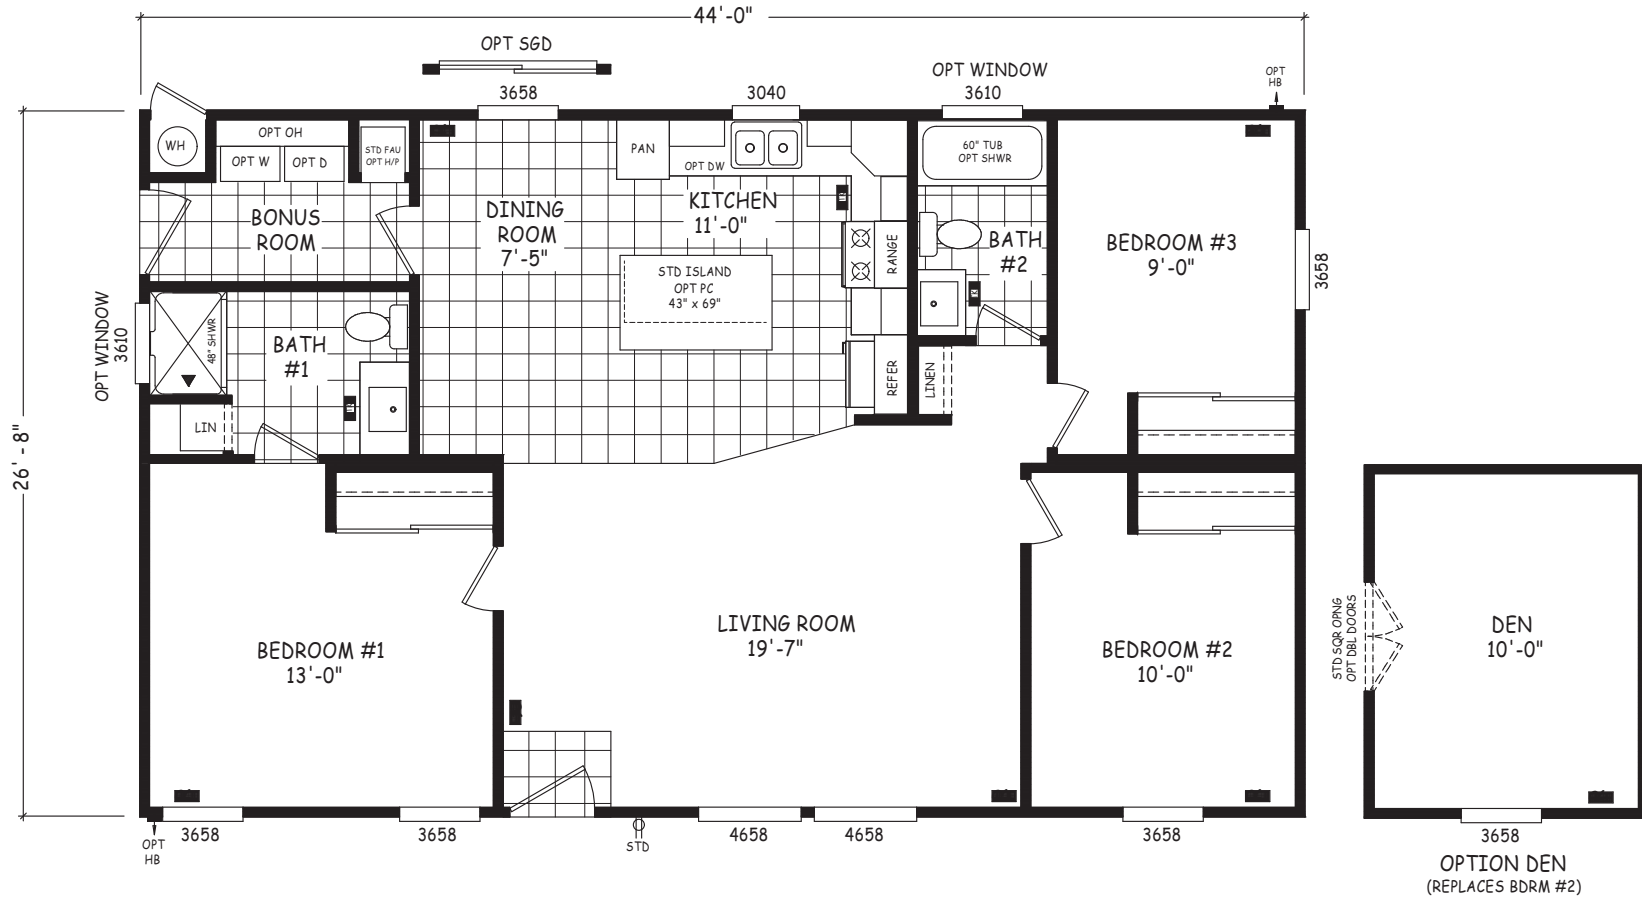 44'-0"
OPT SGD
OPT WINDOW
OPT
HB
3658
3040
3610
WH
OPT OH
OPT W
OPT D
STD FAU
OPT H/P
PAN
OPT DW
60" TUB
OPT SHWR
BONUS
ROOM
DINING
ROOM
7'-5"
KITCHEN
11'-0"
RANGE
BATH
#2
BEDROOM #3
9'-0"
3658
STD ISLAND
OPT PC
43" x 69"
OPT WINDOW
3610
48" SHWR
BATH
#1
REFER
LINEN
LIN
26'-8"
BEDROOM #1
13'-0"
LIVING ROOM
19'-7"
BEDROOM #2
10'-0"
STD SQR OPNG
OPT DBL DOORS
DEN
10'-0"
3658
3658
4658
4658
3658
3658
OPT
HB
STD
OPTION DEN
(REPLACES BDRM #2)